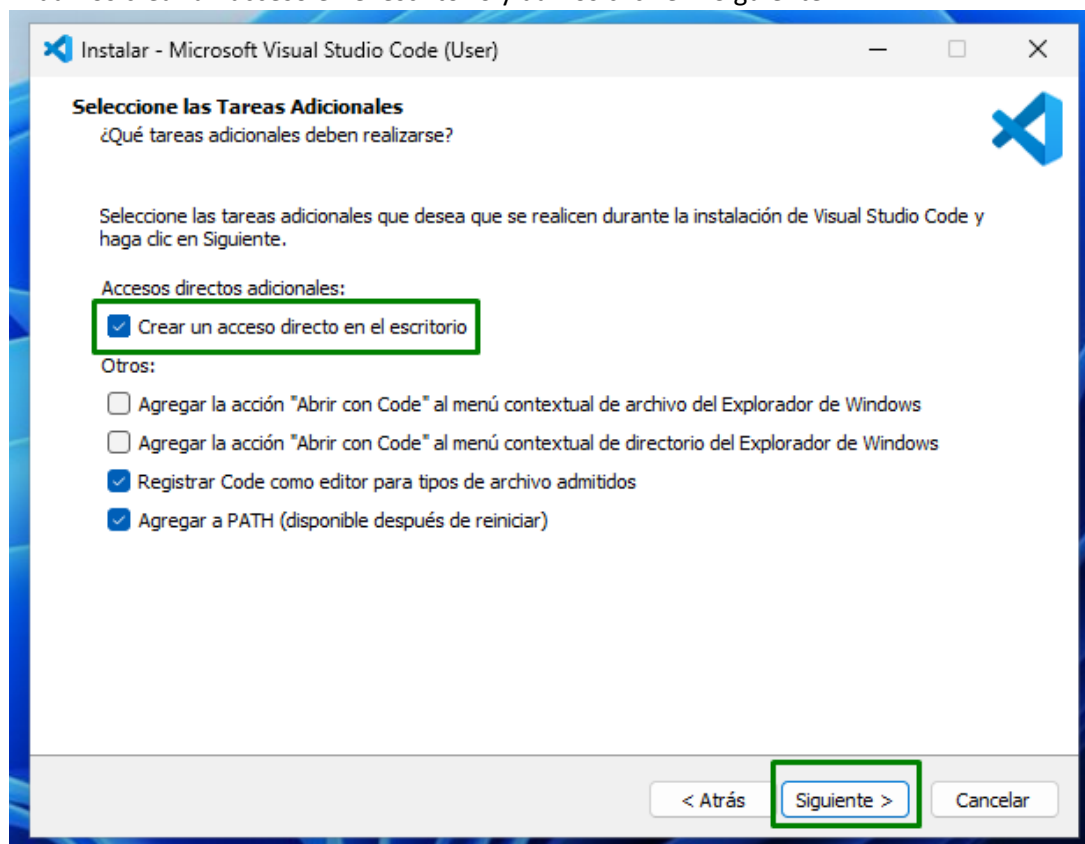 Instalar - Microsoft Visual Studio Code (User)
Seleccione las Tareas Adicionales
¿Qué tareas adicionales deben realizarse?
Seleccione las tareas adicionales que desea que se realicen durante la instalación de Visual Studio Code y
haga clic en Siguiente.
Accesos directos adicionales:
Crear un acceso directo en el escritorio
Otros:
Agregar la acción "Abrir con Code" al menú contextual de archivo del Explorador de Windows
Agregar la acción "Abrir con Code" al menú contextual de directorio del Explorador de Windows
Registrar Code como editor para tipos de archivo admitidos
Agregar a PATH (disponible después de reiniciar)
< Atrás Siguiente > Cancelar